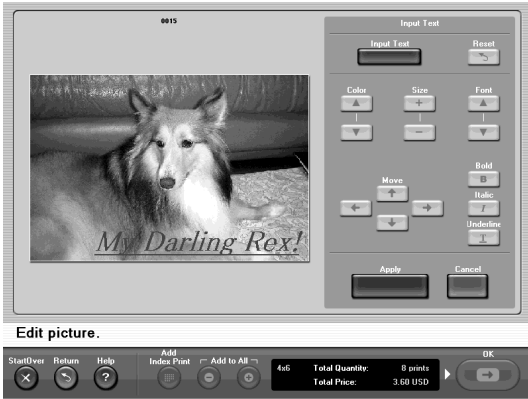 0015
Input Text
Input Text
Reset
Color
Size
Font
Bold
B
Italic
I
Underline
I
Move
Apply
Cancel
My Darling Rex!
Edit picture.
StartOver
Return
Help
Add
Index Print
Add to All
OK
4x6 Total Quantity: 8 prints
Total Price: 3.60 USD